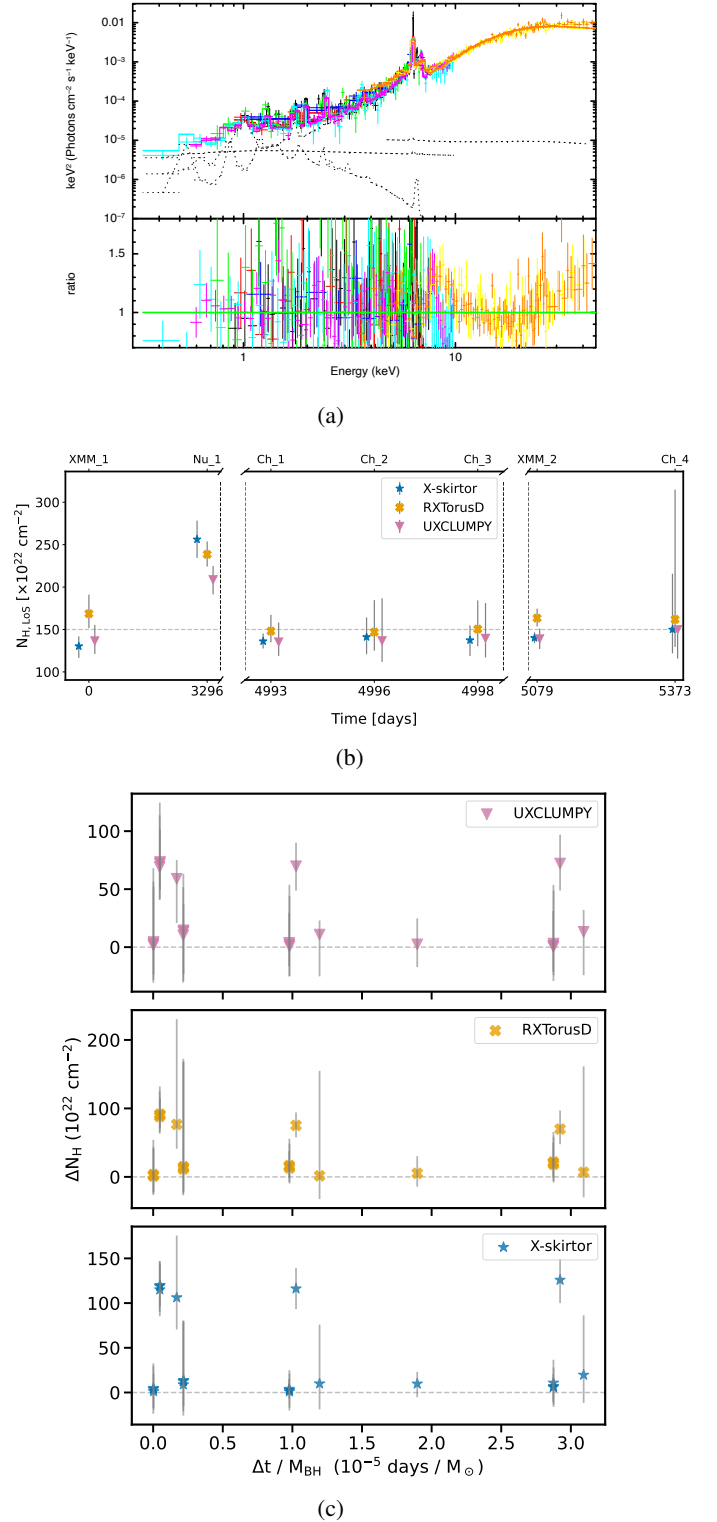 0.01
10⁻³
10⁻⁴
10⁻⁵
10⁻⁶
10⁻⁷
keV² (Photons cm⁻² s⁻¹ keV⁻¹)
1.5
1
ratio
1 10
Energy (keV)
(a)
XMM_1 Nu_1 Ch_1 Ch_2 Ch_3 XMM_2 Ch_4
X-skirtor
RXTorusD
UXCLUMPY
300
250
200
150
100
N_H,LoS [×10²² cm⁻²]
0 3296 4993 4996 4998 5079 5373
Time [days]
(b)
UXCLUMPY
100
50
0
RXTorusD
200
100
0
ΔN_H (10²² cm⁻²)
X-skirtor
150
100
50
0
0.0 0.5 1.0 1.5 2.0 2.5 3.0
Δt / M_BH (10⁻⁵ days / M_⊙)
(c)